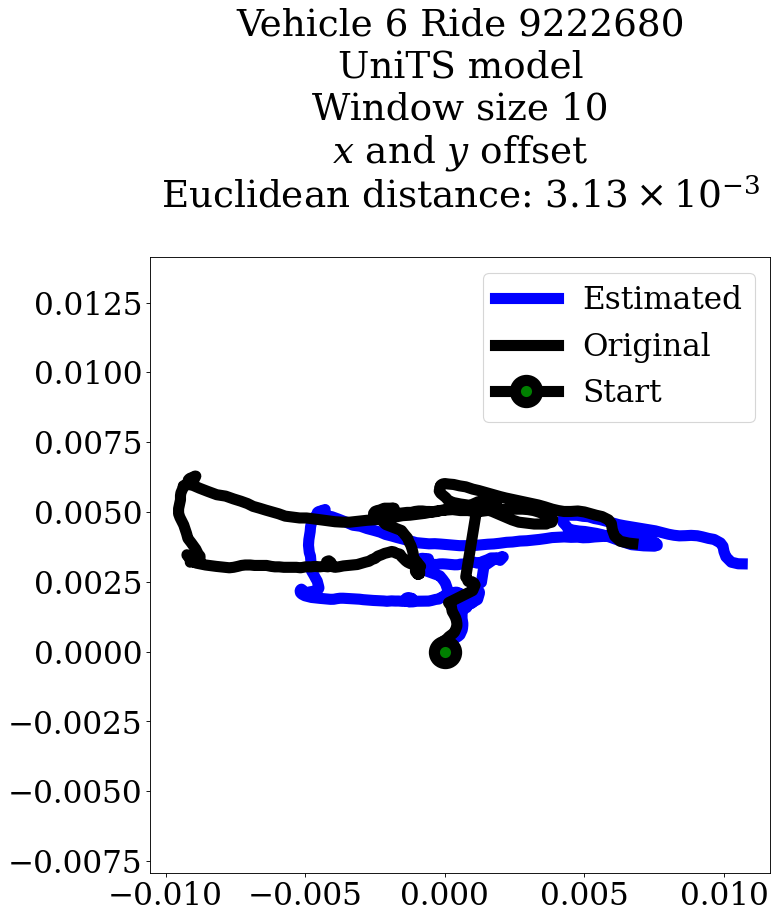 Vehicle 6 Ride 9222680
UniTS model
Window size 10
x and y offset
Euclidean distance: 3.13 × 10⁻³
Estimated
Original
Start
0.0125
0.0100
0.0075
0.0050
0.0025
0.0000
−0.0025
−0.0050
−0.0075
−0.010 −0.005 0.000 0.005 0.010